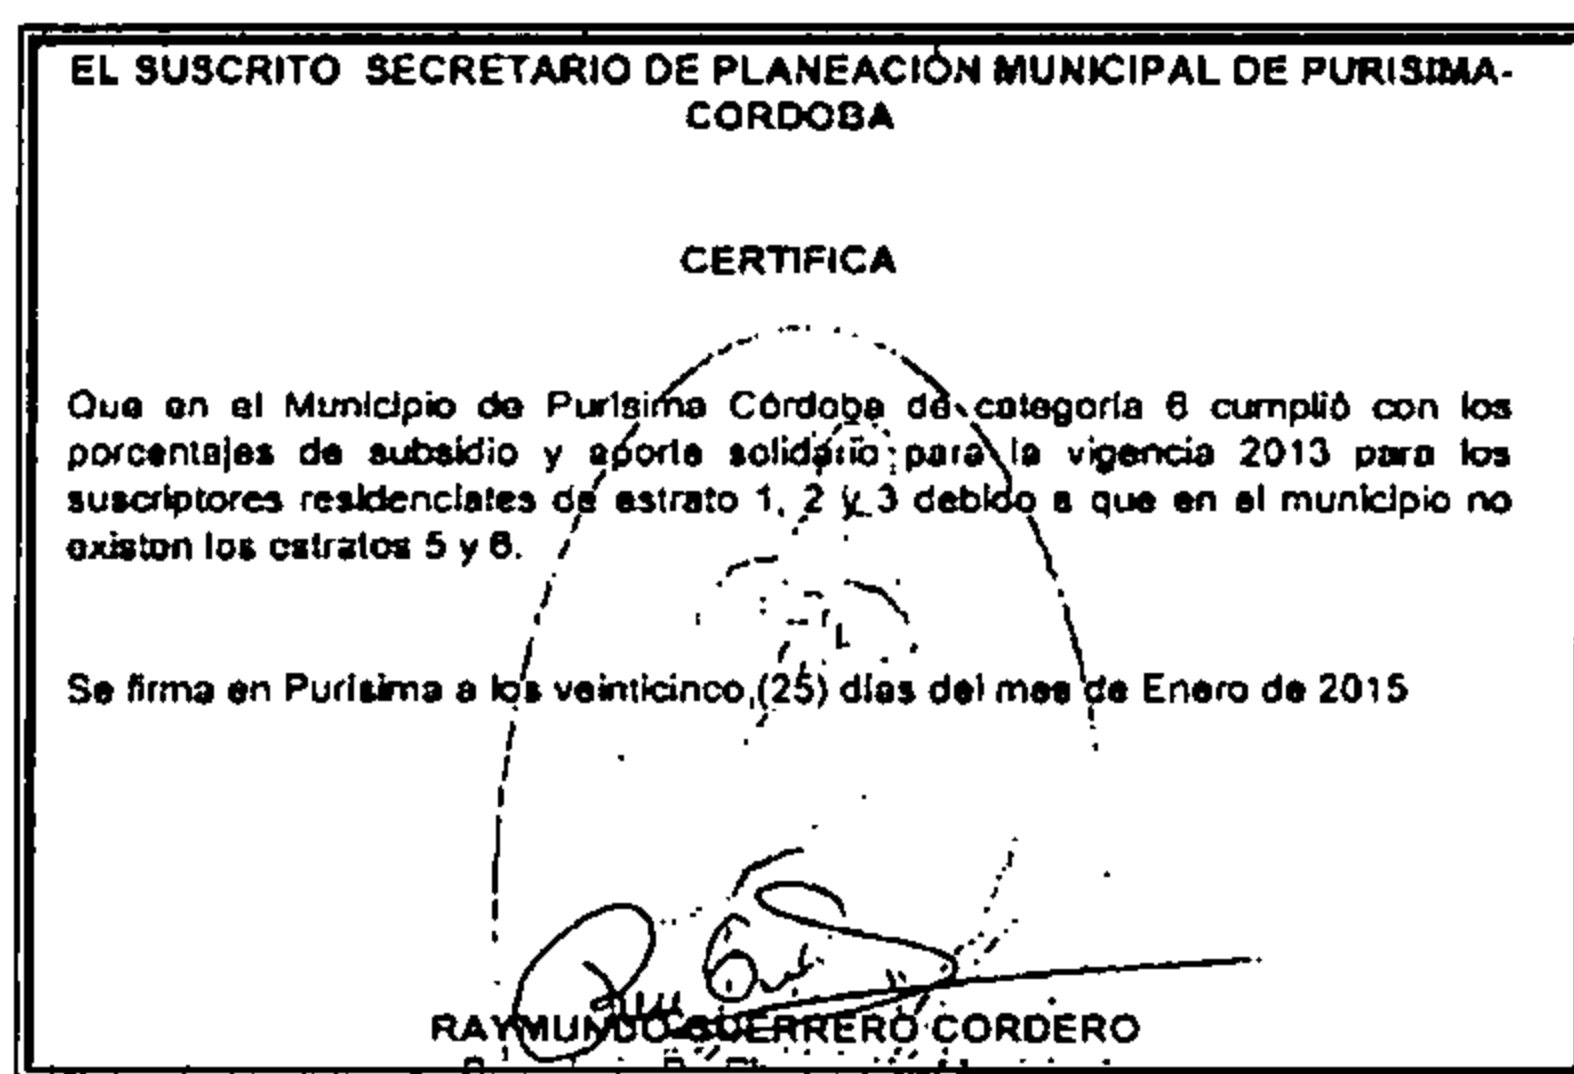 EL SUSCRITO SECRETARIO DE PLANEACIÓN MUNICIPAL DE PURISIMA-
CORDOBA
CERTIFICA
Que en el Municipio de Purísima Córdoba de categoría 6 cumplió con los
porcentajes de subsidio y aporte solidario para la vigencia 2013 para los
suscriptores residenciales de estrato 1, 2 y 3 debido a que en el municipio no
existen los estratos 5 y 6.
Se firma en Purísima a los veinticinco (25) días del mes de Enero de 2015
RAYMUNDO GUERRERO CORDERO